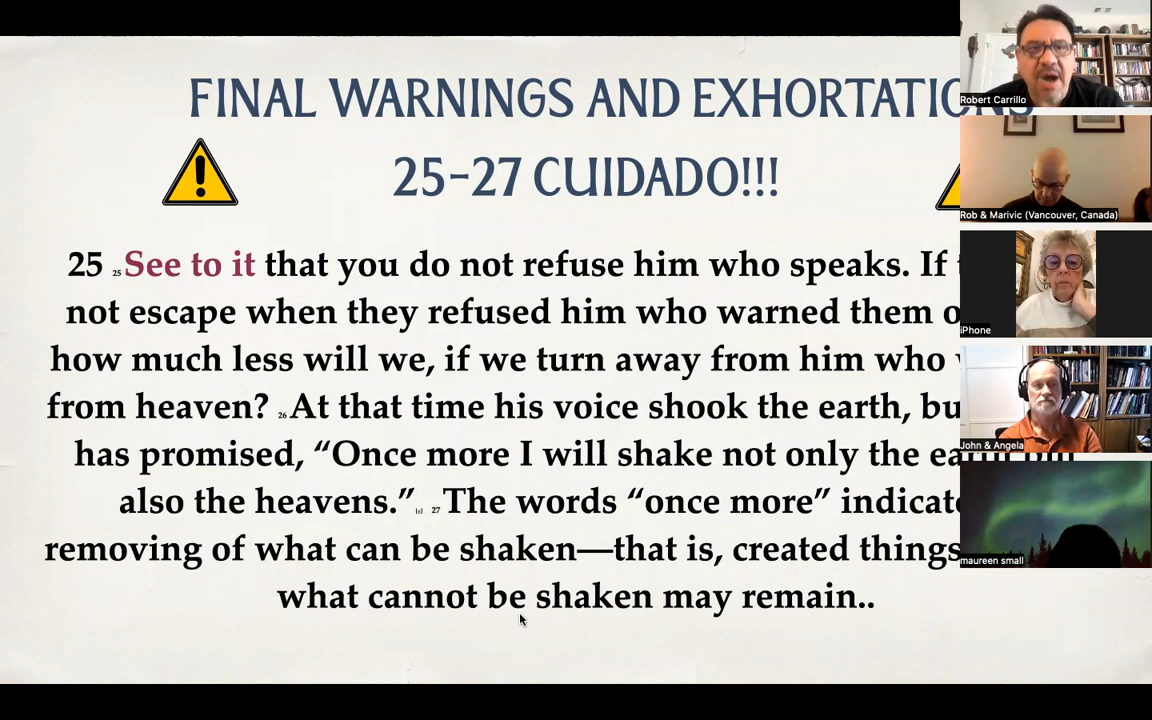 FINAL WARNINGS AND EXHORTATIONS
25-27 CUIDADO!!!
25 25 See to it that you do not refuse him who speaks. If
not escape when they refused him who warned them
how much less will we, if we turn away from him who
from heaven? 26 At that time his voice shook the earth, but
has promised, “Once more I will shake not only the earth but
also the heavens.” [c] 27 The words “once more” indicate
removing of what can be shaken—that is, created things
what cannot be shaken may remain..
Robert Carrillo
Rob & Marivic (Vancouver, Canada)
iPhone
John & Angela
maureen small